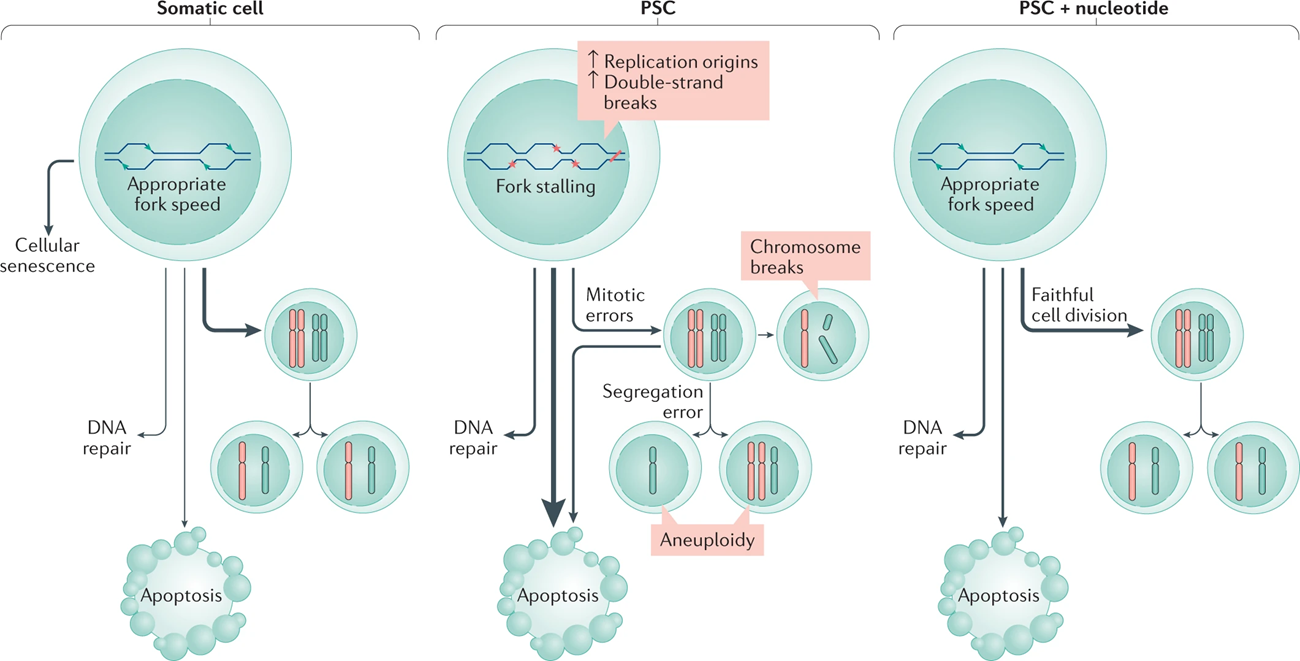 Somatic cell
Appropriate
fork speed
Cellular
senescence
DNA
repair
Apoptosis
PSC
↑ Replication origins
↑ Double-strand
breaks
Fork stalling
Mitotic
errors
Chromosome
breaks
Segregation
error
DNA
repair
Aneuploidy
Apoptosis
PSC + nucleotide
Appropriate
fork speed
Faithful
cell division
DNA
repair
Apoptosis